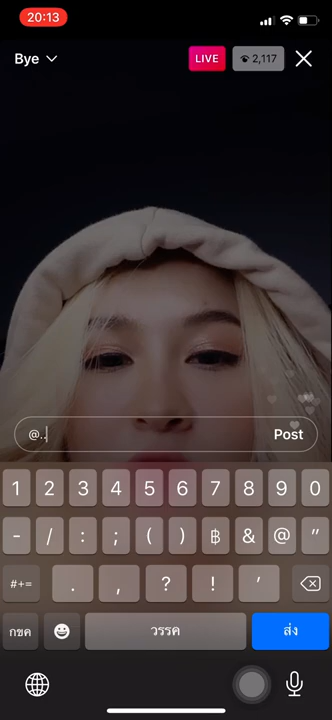 20:13
Bye
LIVE 2,117
@..
Post
1 2 3 4 5 6 7 8 9 0
- / : ; ( ) ฿ & @ "
#+= . , ? ! '
กขค วรรค ส่ง